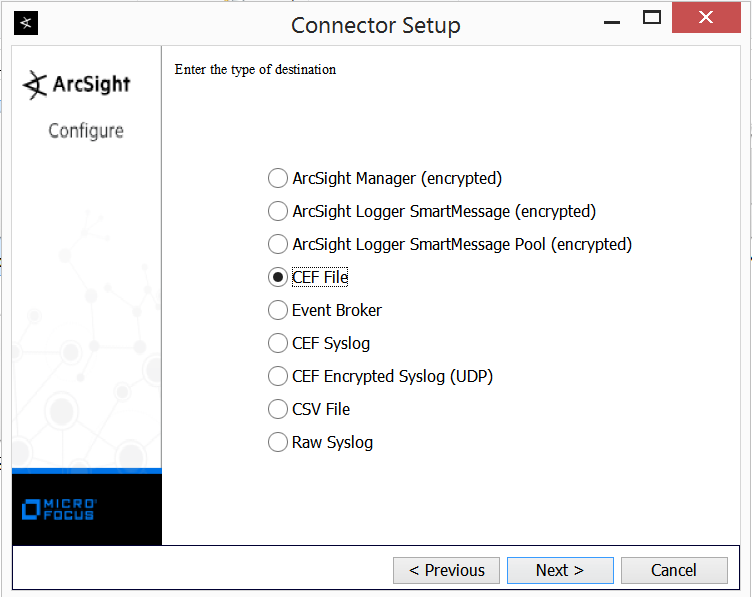 Connector Setup
ArcSight
Configure
Enter the type of destination
ArcSight Manager (encrypted)
ArcSight Logger SmartMessage (encrypted)
ArcSight Logger SmartMessage Pool (encrypted)
CEF File
Event Broker
CEF Syslog
CEF Encrypted Syslog (UDP)
CSV File
Raw Syslog
MICRO
FOCUS
< Previous
Next >
Cancel